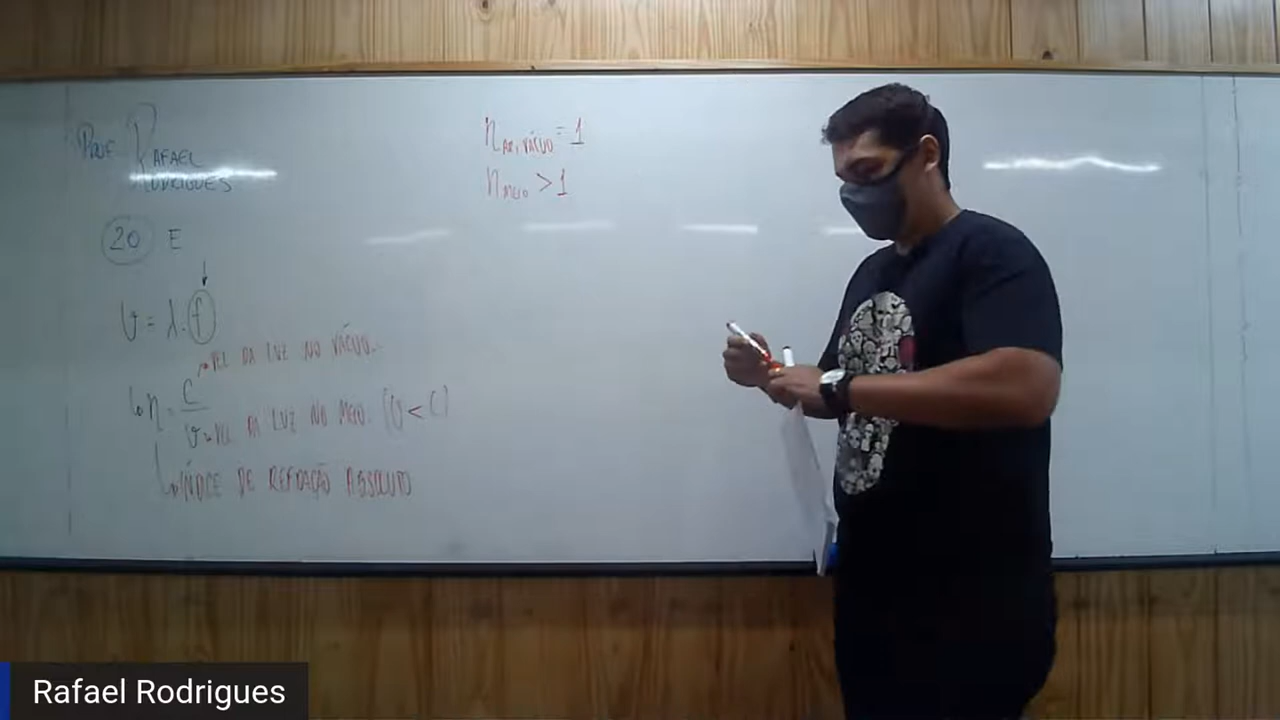 PROF. RAFAEL
RODRIGUES
20 E
v = λ.f
→ VEL DA LUZ NO VÁCUO.
↳ n = c/v → VEL DA LUZ NO MEIO. (v < c)
↳ ÍNDICE DE REFRAÇÃO ABSOLUTO
n AR, VÁCUO = 1
n MEIO > 1
Rafael Rodrigues